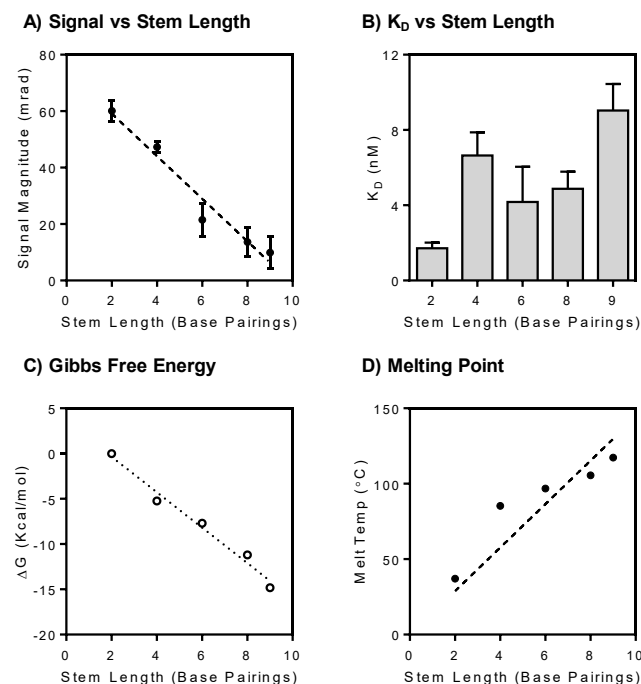 A) Signal vs Stem Length
80
60
40
20
0
Signal Magnitude (mrad)
0 2 4 6 8 10
Stem Length (Base Pairings)
B) KD vs Stem Length
12
8
4
0
KD (nM)
2 4 6 8 9
Stem Length (Base Pairings)
C) Gibbs Free Energy
5
0
-5
-10
-15
-20
ΔG (Kcal/mol)
0 2 4 6 8 10
Stem Length (Base Pairings)
D) Melting Point
150
100
50
0
Melt Temp (°C)
0 2 4 6 8 10
Stem Length (Base Pairings)